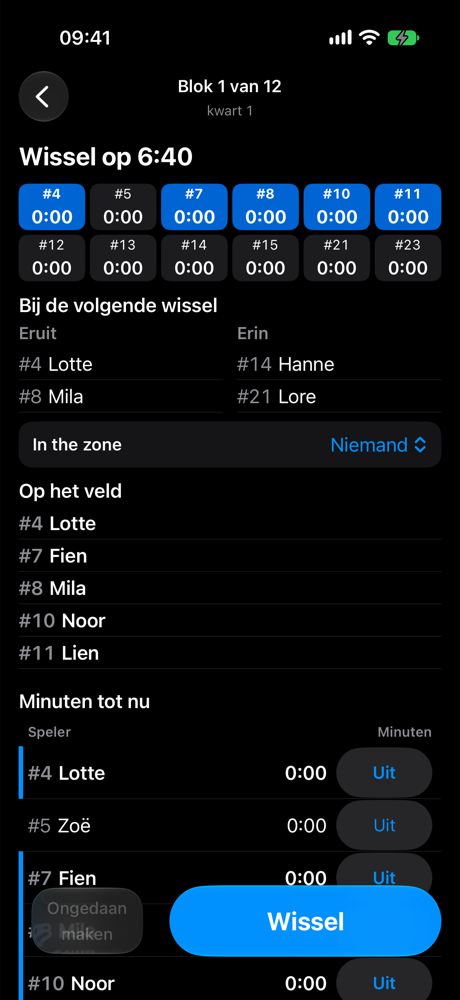 09:41
Blok 1 van 12
kwart 1
Wissel op 6:40
#4 #5 #7 #8 #10 #11
0:00 0:00 0:00 0:00 0:00 0:00
#12 #13 #14 #15 #21 #23
0:00 0:00 0:00 0:00 0:00 0:00
Bij de volgende wissel
Eruit Erin
#4 Lotte #14 Hanne
#8 Mila #21 Lore
In the zone Niemand
Op het veld
#4 Lotte
#7 Fien
#8 Mila
#10 Noor
#11 Lien
Minuten tot nu
Speler Minuten
#4 Lotte 0:00 Uit
#5 Zoë 0:00 Uit
#7 Fien 0:00 Uit
Ongedaan
maken
Wissel
#10 Noor 0:00 Uit